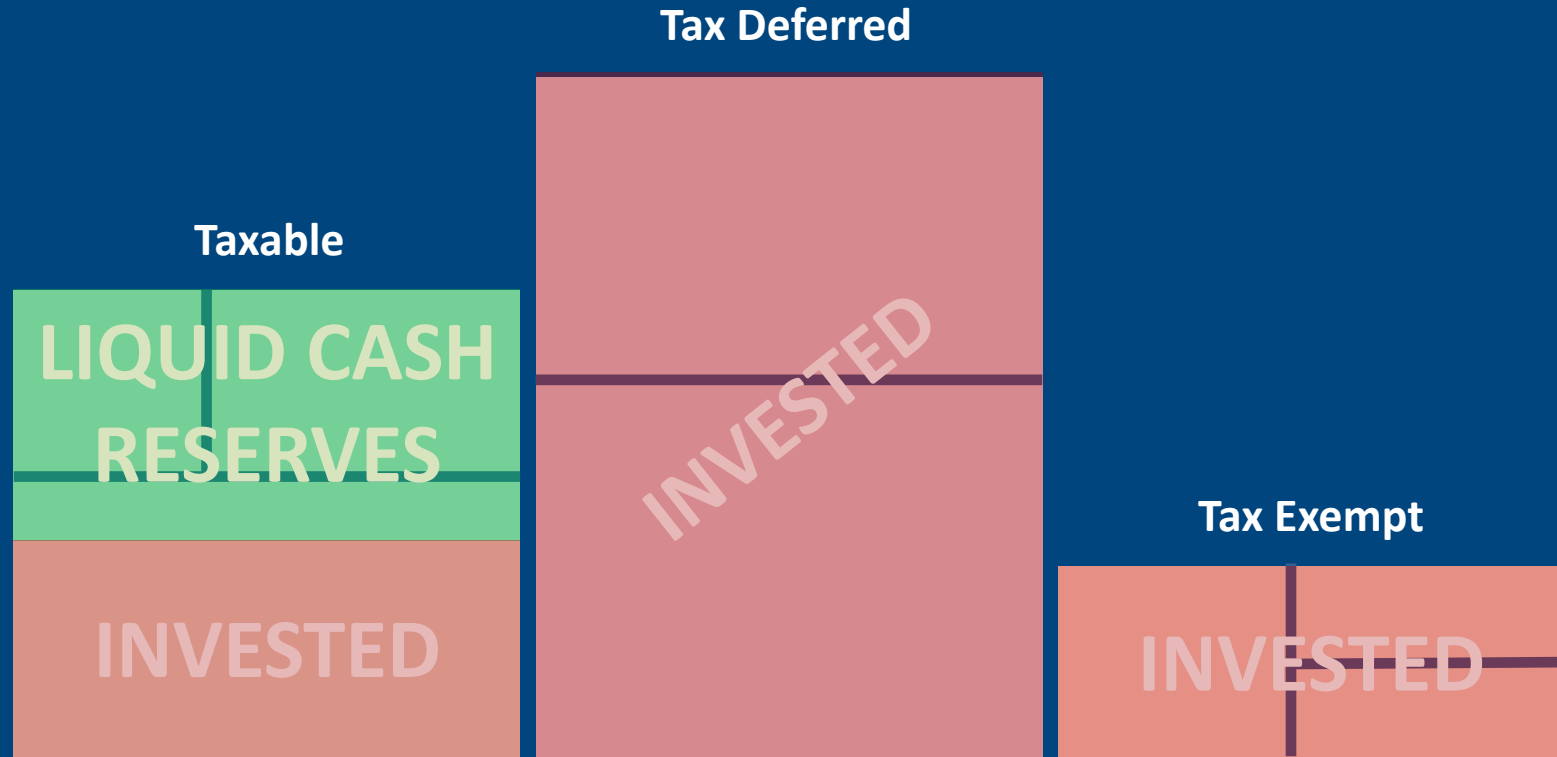 Tax Deferred
Taxable
LIQUID CASH
RESERVES
INVESTED
INVESTED
Tax Exempt
INVESTED